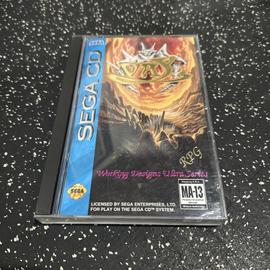 SEGA
SEGA CD
VAY
RPG
Working Designs Ultra Series
SEGA
MA-13
LICENSED BY SEGA ENTERPRISES, LTD.
FOR PLAY ON THE SEGA CD™ SYSTEM.